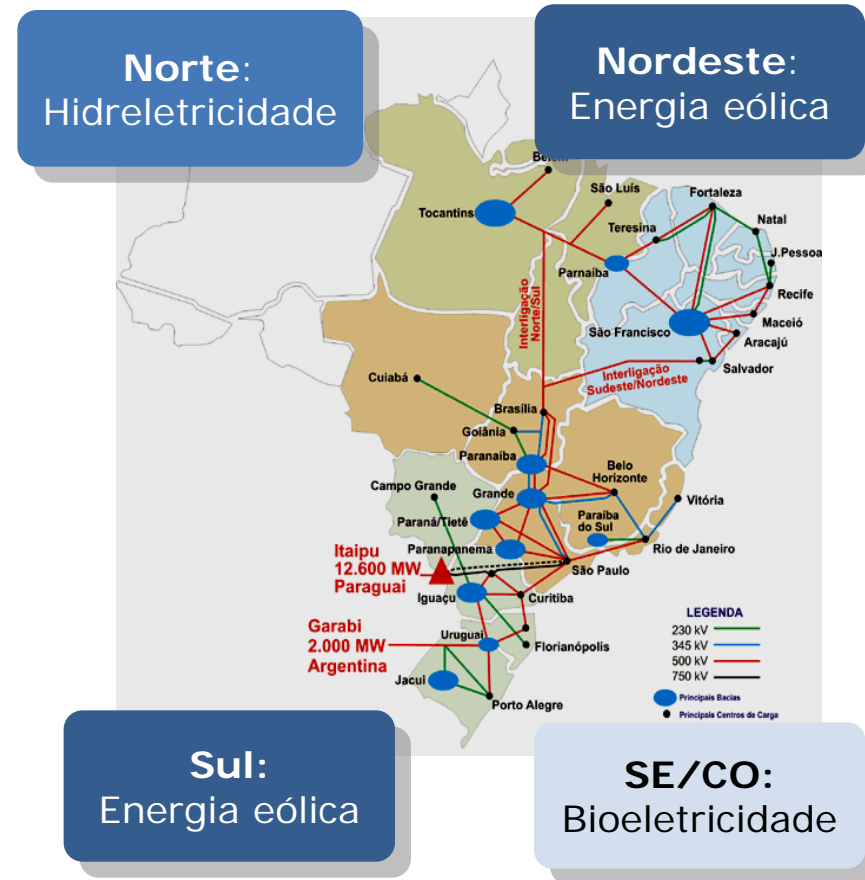 Norte:
Hidreletricidade
Nordeste:
Energia eólica
São Luís
Fortaleza
Tocantins
Teresina
Natal
J.Pessoa
Parnaíba
Recife
Interligação
Norte/Sul
São Francisco
Maceió
Aracajú
Interligação
Sudeste/Nordeste
Salvador
Cuiabá
Brasília
Goiânia
Paranaíba
Belo
Horizonte
Campo Grande
Grande
Vitória
Paraná/Tietê
Paraíba
do Sul
Paranapanema
Rio de Janeiro
Itaipu
12.600 MW
Paraguai
São Paulo
Iguaçu
Curitiba
Garabi
2.000 MW
Argentina
Uruguai
Florianópolis
Jacui
Porto Alegre
LEGENDA
230 kV
345 kV
500 kV
750 kV
Principais Bacias
Principais Centros de Carga
Sul:
Energia eólica
SE/CO:
Bioeletricidade